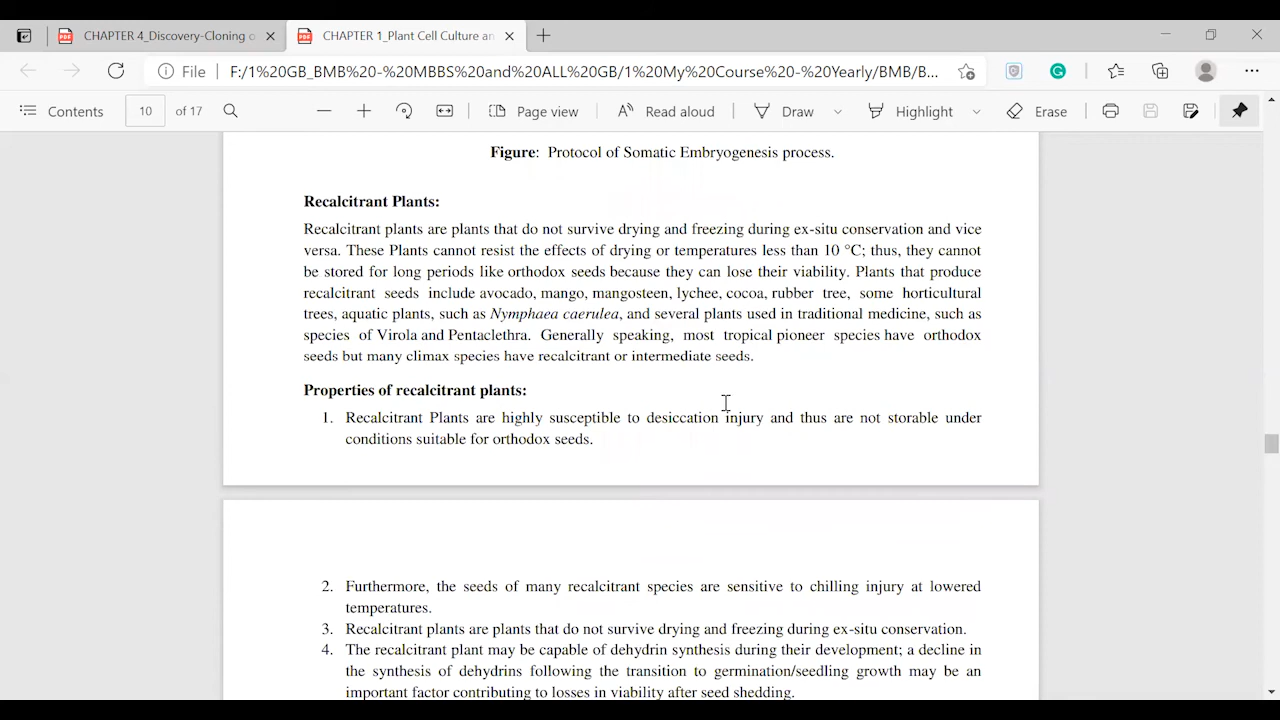 CHAPTER 4_Discovery-Cloning o
CHAPTER 1_Plant Cell Culture an
File
F:/1%20GB_BMB%20-%20MBBS%20and%20ALL%20GB/1%20My%20Course%20-%20Yearly/BMB/B...
Contents
10
of 17
Page view
Read aloud
Draw
Highlight
Erase
Figure: Protocol of Somatic Embryogenesis process.
Recalcitrant Plants:
Recalcitrant plants are plants that do not survive drying and freezing during ex-situ conservation and vice
versa. These Plants cannot resist the effects of drying or temperatures less than 10 °C; thus, they cannot
be stored for long periods like orthodox seeds because they can lose their viability. Plants that produce
recalcitrant seeds include avocado, mango, mangosteen, lychee, cocoa, rubber tree, some horticultural
trees, aquatic plants, such as Nymphaea caerulea, and several plants used in traditional medicine, such as
species of Virola and Pentaclethra. Generally speaking, most tropical pioneer species have orthodox
seeds but many climax species have recalcitrant or intermediate seeds.
Properties of recalcitrant plants:
1. Recalcitrant Plants are highly susceptible to desiccation injury and thus are not storable under
conditions suitable for orthodox seeds.
2. Furthermore, the seeds of many recalcitrant species are sensitive to chilling injury at lowered
temperatures.
3. Recalcitrant plants are plants that do not survive drying and freezing during ex-situ conservation.
4. The recalcitrant plant may be capable of dehydrin synthesis during their development; a decline in
the synthesis of dehydrins following the transition to germination/seedling growth may be an
important factor contributing to losses in viability after seed shedding.